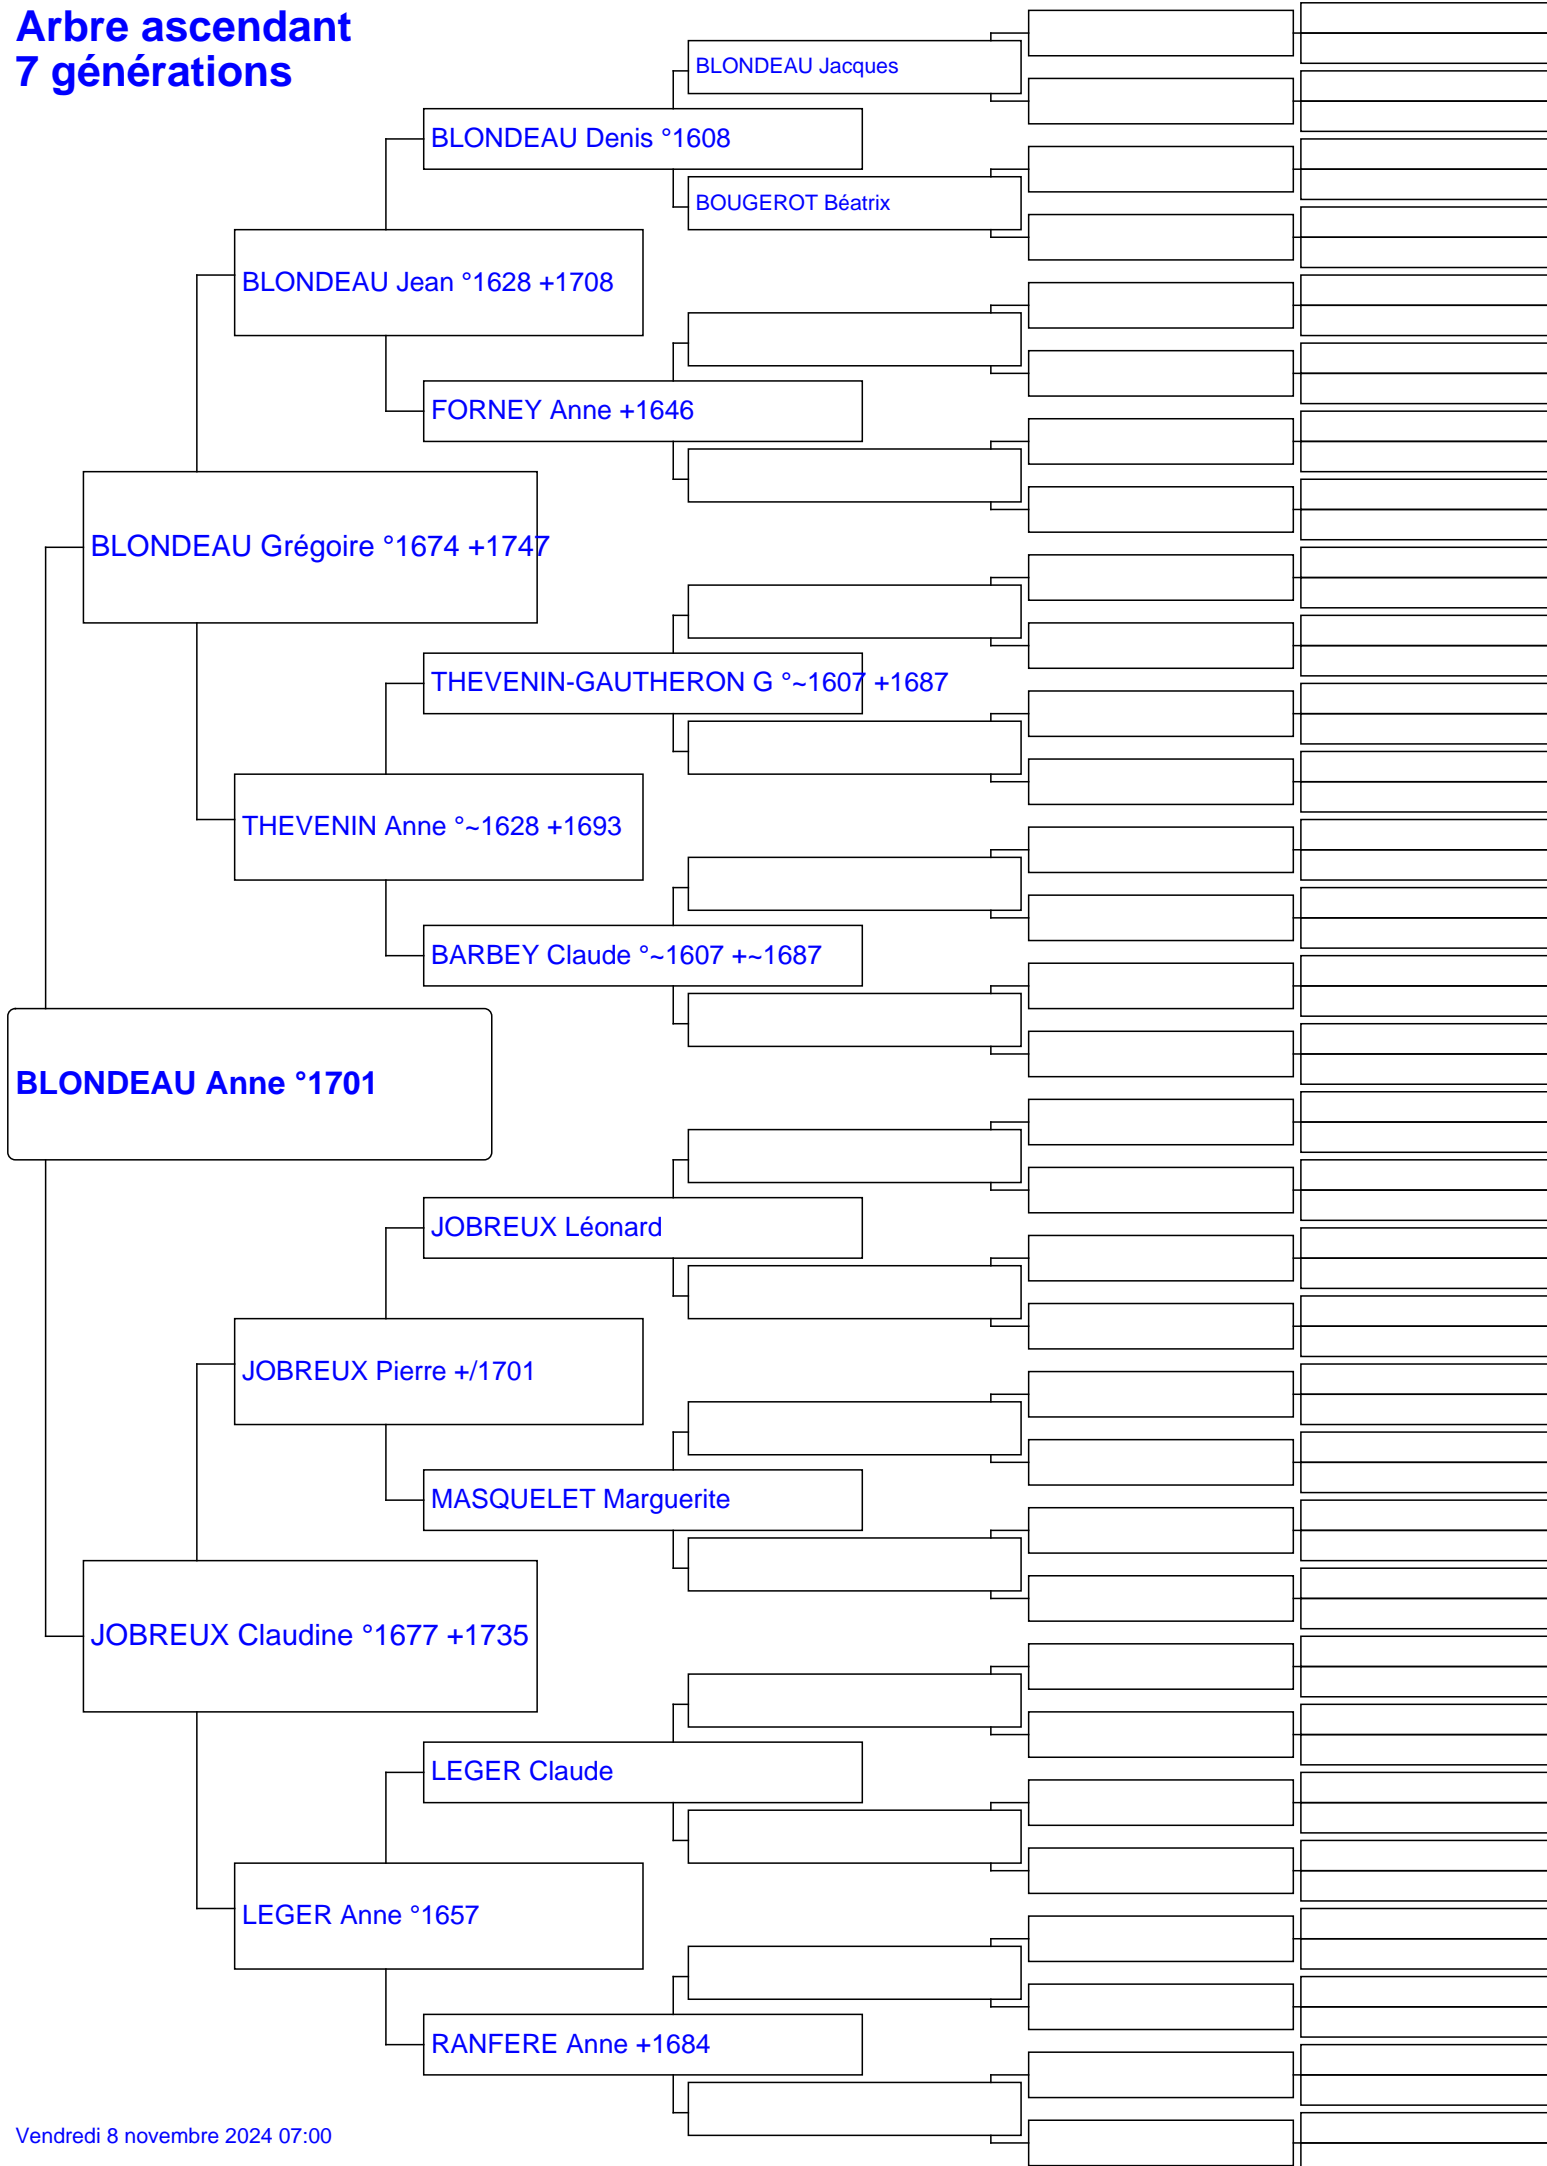 Arbre ascendant
7 générations
BLONDEAU Jacques
BLONDEAU Denis °1608
BOUGEROT Béatrix
BLONDEAU Jean °1628 +1708
FORNEY Anne +1646
BLONDEAU Grégoire °1674 +1747
THEVENIN-GAUTHERON G °~1607 +1687
THEVENIN Anne °~1628 +1693
BARBEY Claude °~1607 +~1687
BLONDEAU Anne °1701
JOBREUX Léonard
JOBREUX Pierre +/1701
MASQUELET Marguerite
JOBREUX Claudine °1677 +1735
LEGER Claude
LEGER Anne °1657
RANFERE Anne +1684
Vendredi 8 novembre 2024 07:00